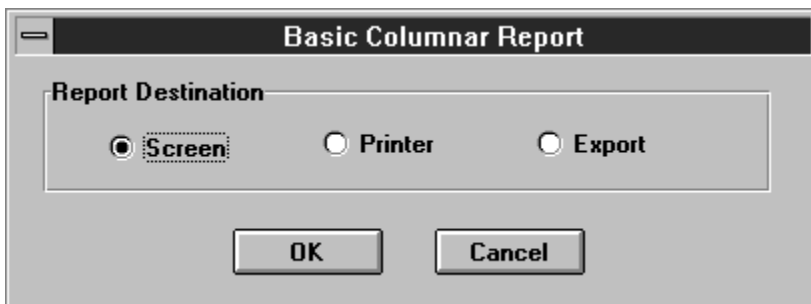 Basic Columnar Report
Report Destination
Screen Printer Export
OK Cancel